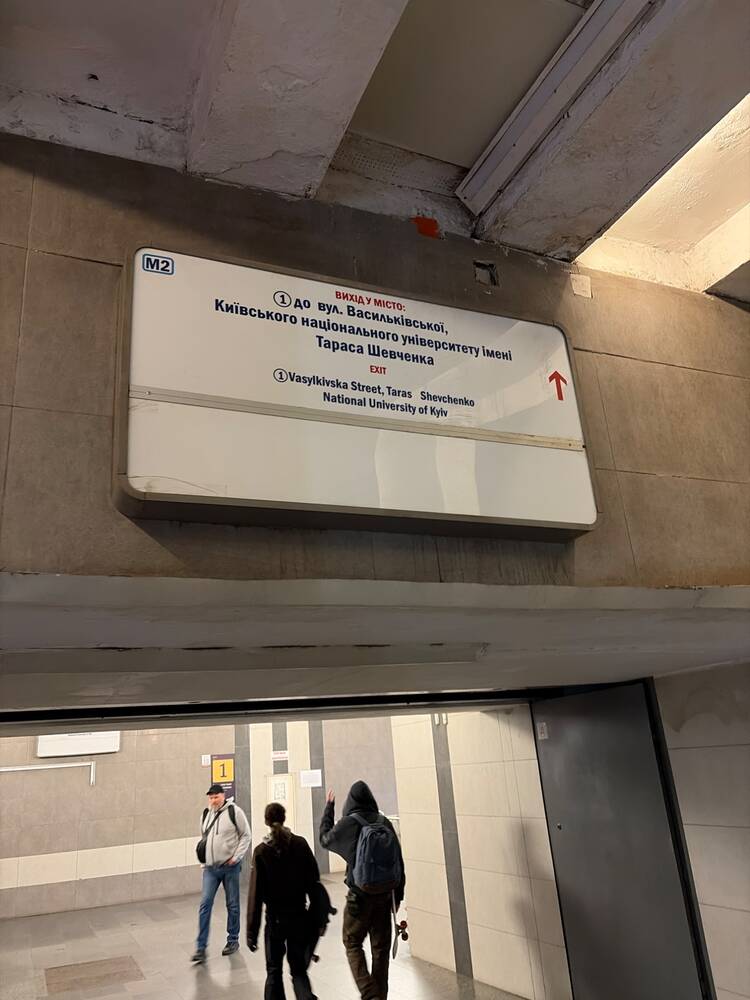 M2
ВИХІД У МІСТО:
① до вул. Васильківської,
Київського національного університету імені
Тараса Шевченка
EXIT
① Vasylkivska Street, Taras Shevchenko
National University of Kyiv
1